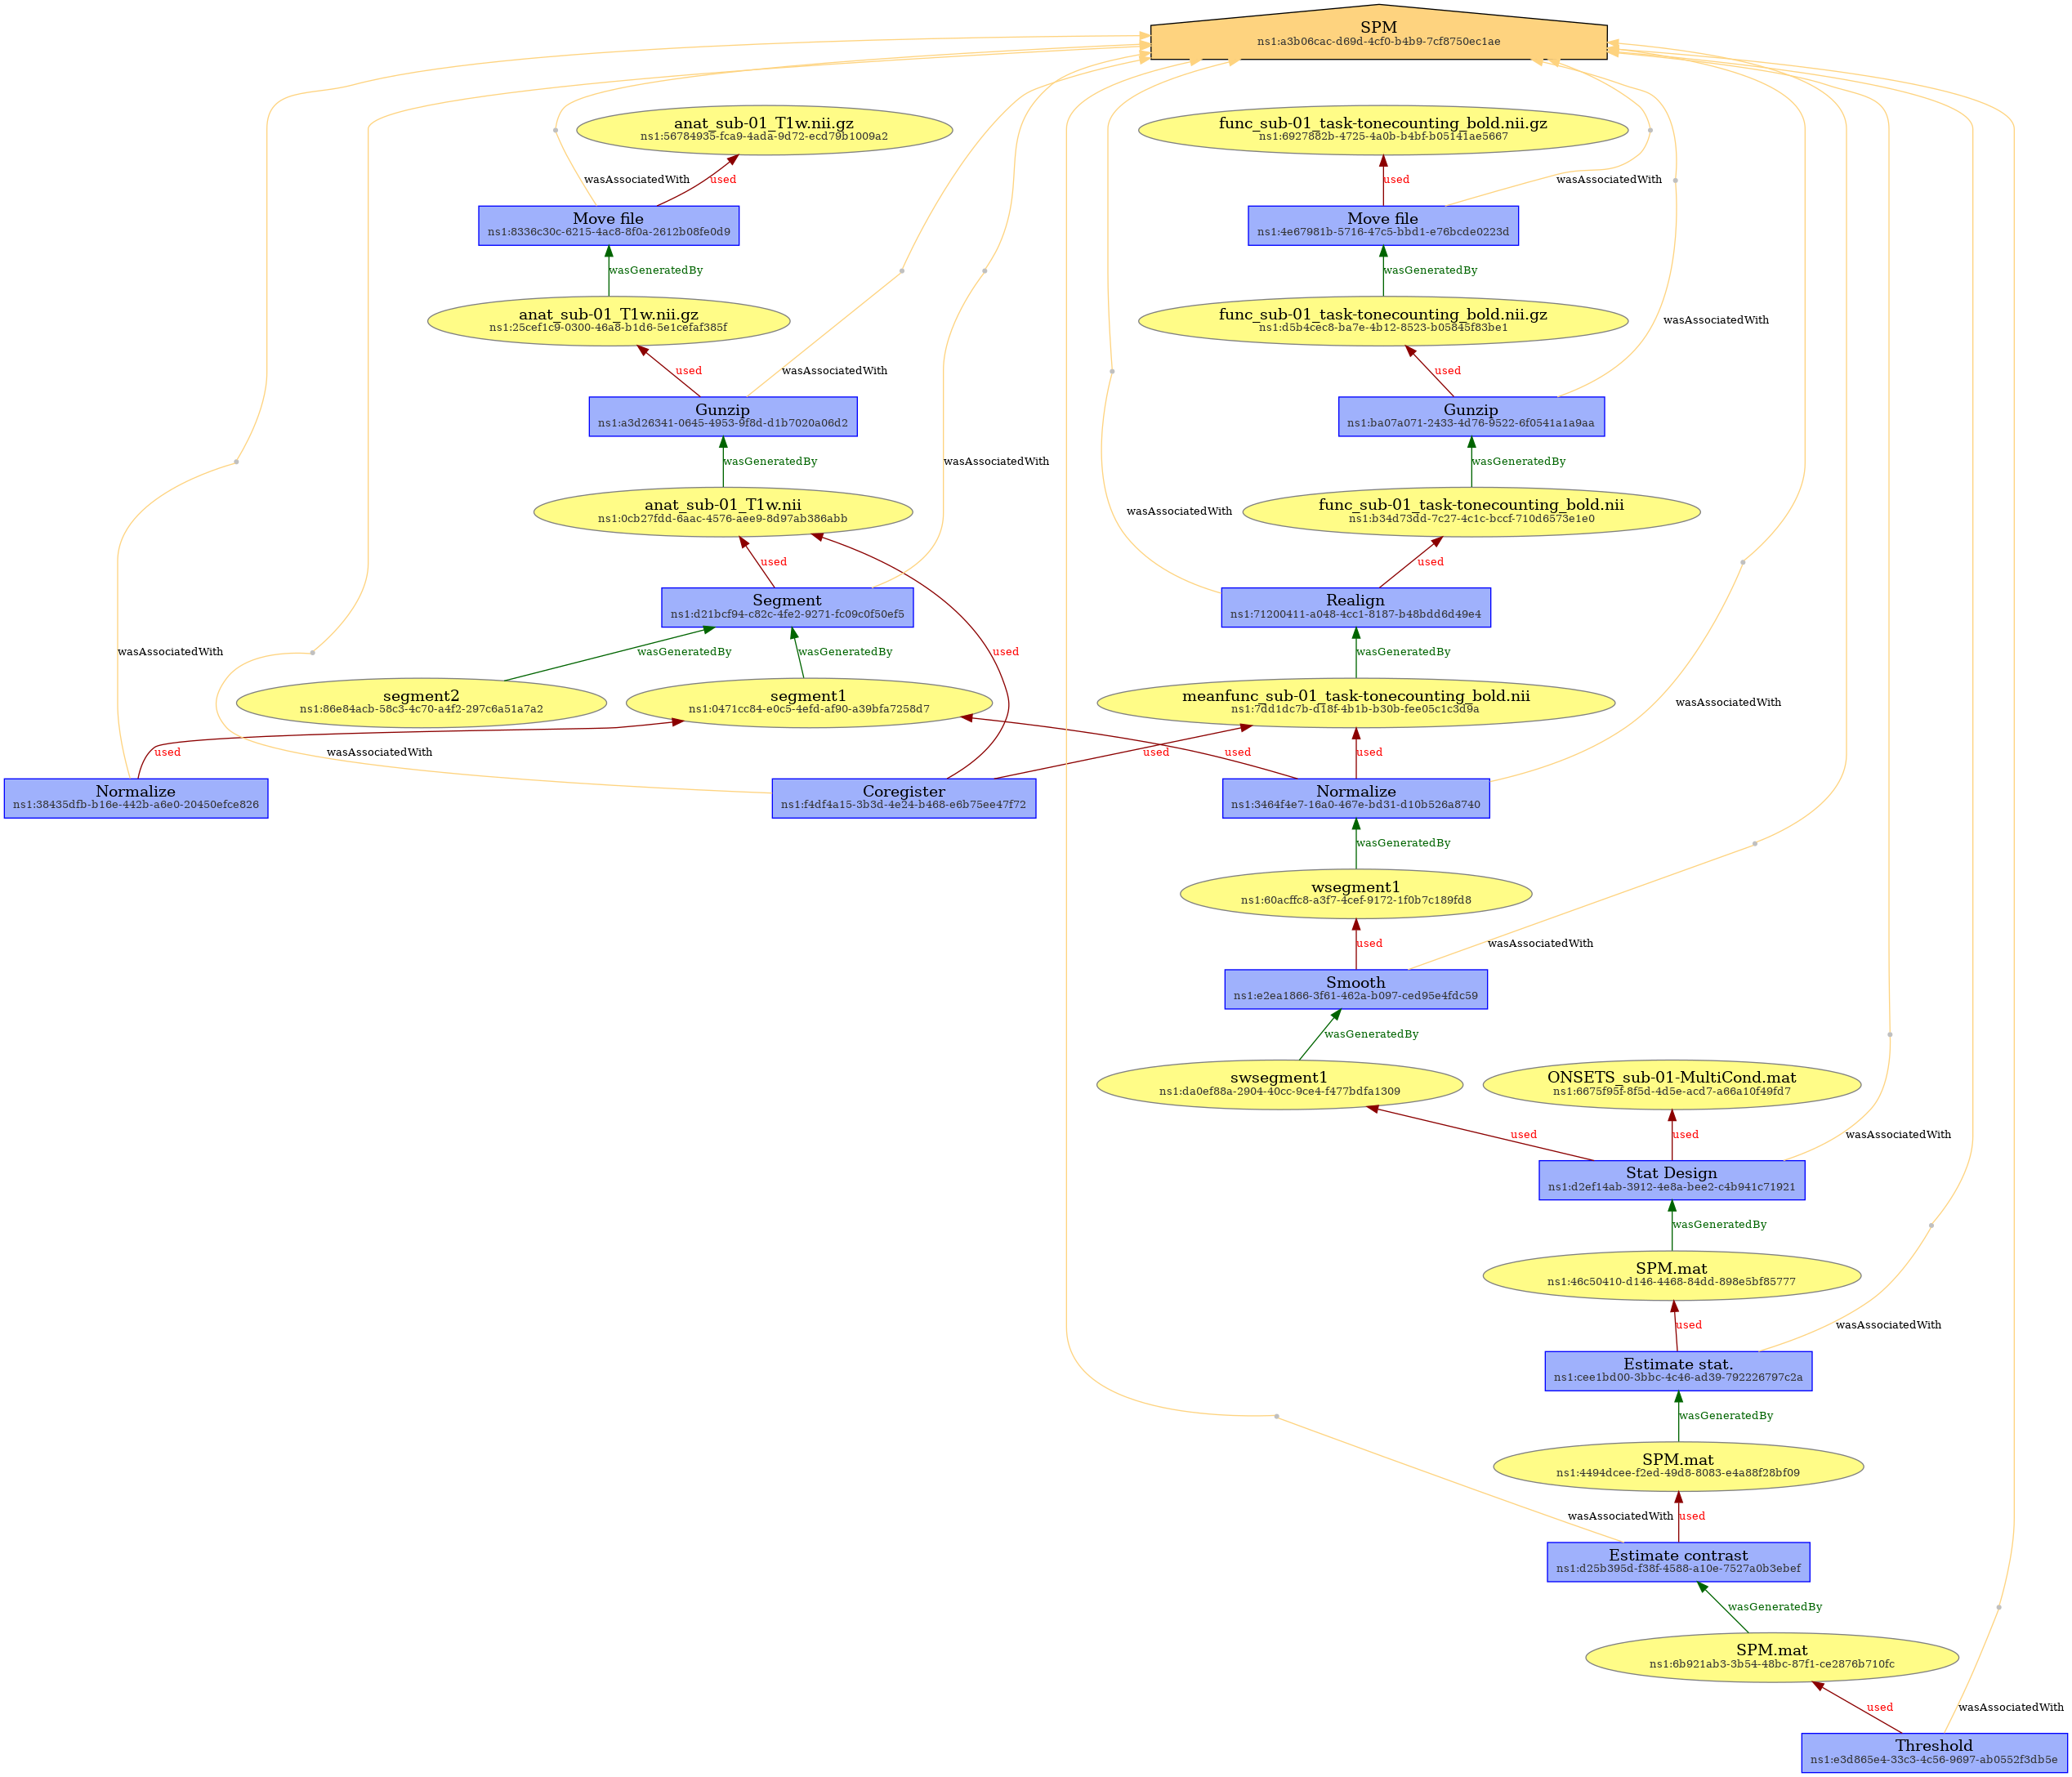 SPM
ns1:a3b06cac-d69d-4cf0-b4b9-7cf8750ec1ae
anat_sub-01_T1w.nii.gz
ns1:56784935-fca9-4ada-9d72-ecd79b1009a2
func_sub-01_task-tonecounting_bold.nii.gz
ns1:6927882b-4725-4a0b-b4bf-b05141ae5667
wasAssociatedWith
used
used
wasAssociatedWith
Move file
ns1:8336c30c-6215-4ac8-8f0a-2612b08fe0d9
Move file
ns1:4e67981b-5716-47c5-bbd1-e76bcde0223d
wasGeneratedBy
wasGeneratedBy
anat_sub-01_T1w.nii.gz
ns1:25cef1c9-0300-46a8-b1d6-5e1cefaf385f
func_sub-01_task-tonecounting_bold.nii.gz
ns1:d5b4cec8-ba7e-4b12-8523-b05845f83be1
wasAssociatedWith
used
wasAssociatedWith
used
Gunzip
ns1:a3d26341-0645-4953-9f8d-d1b7020a06d2
Gunzip
ns1:ba07a071-2433-4d76-9522-6f0541a1a9aa
wasGeneratedBy
wasAssociatedWith
wasGeneratedBy
anat_sub-01_T1w.nii
ns1:0cb27fdd-6aac-4576-aee9-8d97ab386abb
wasAssociatedWith
func_sub-01_task-tonecounting_bold.nii
ns1:b34d73dd-7c27-4c1c-bccf-710d6573e1e0
used
used
Segment
ns1:d21bcf94-c82c-4fe2-9271-fc09c0f50ef5
Realign
ns1:71200411-a048-4cc1-8187-b48bdd6d49e4
wasAssociatedWith
wasGeneratedBy
wasGeneratedBy
used
wasGeneratedBy
segment2
ns1:86e84acb-58c3-4c70-a4f2-297c6a51a7a2
segment1
ns1:0471cc84-e0c5-4efd-af90-a39bfa7258d7
meanfunc_sub-01_task-tonecounting_bold.nii
ns1:7dd1dc7b-d18f-4b1b-b30b-fee05c1c3d9a
wasAssociatedWith
used
wasAssociatedWith
used
used
used
Normalize
ns1:38435dfb-b16e-442b-a6e0-20450efce826
Coregister
ns1:f4df4a15-3b3d-4e24-b468-e6b75ee47f72
Normalize
ns1:3464f4e7-16a0-467e-bd31-d10b526a8740
wasGeneratedBy
wsegment1
ns1:60acffc8-a3f7-4cef-9172-1f0b7c189fd8
used
wasAssociatedWith
Smooth
ns1:e2ea1866-3f61-462a-b097-ced95e4fdc59
wasGeneratedBy
swsegment1
ns1:da0ef88a-2904-40cc-9ce4-f477bdfa1309
ONSETS_sub-01-MultiCond.mat
ns1:6675f95f-8f5d-4d5e-acd7-a66a10f49fd7
used
used
wasAssociatedWith
Stat Design
ns1:d2ef14ab-3912-4e8a-bee2-c4b941c71921
wasGeneratedBy
SPM.mat
ns1:46c50410-d146-4468-84dd-898e5bf85777
used
wasAssociatedWith
Estimate stat.
ns1:cee1bd00-3bbc-4c46-ad39-792226797c2a
wasGeneratedBy
SPM.mat
ns1:4494dcee-f2ed-49d8-8083-e4a88f28bf09
wasAssociatedWith
used
Estimate contrast
ns1:d25b395d-f38f-4588-a10e-7527a0b3ebef
wasGeneratedBy
SPM.mat
ns1:6b921ab3-3b54-48bc-87f1-ce2876b710fc
used
wasAssociatedWith
Threshold
ns1:e3d865e4-33c3-4c56-9697-ab0552f3db5e